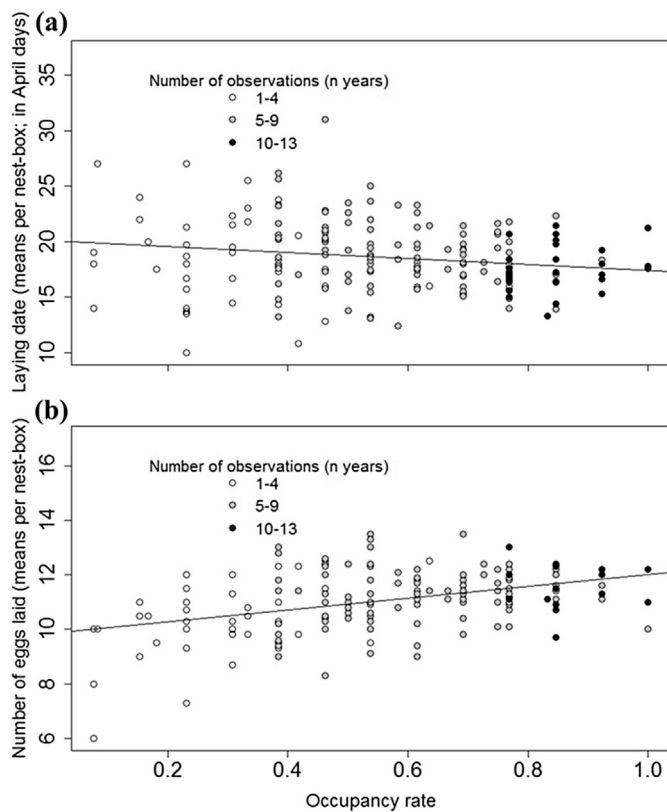 (a)
Laying date (means per nest-box; in April days)
35
30
25
20
15
10
Number of observations (n years)
1-4
5-9
10-13
(b)
Number of eggs laid (means per nest-box)
16
14
12
10
8
6
Number of observations (n years)
1-4
5-9
10-13
0.2 0.4 0.6 0.8 1.0
Occupancy rate